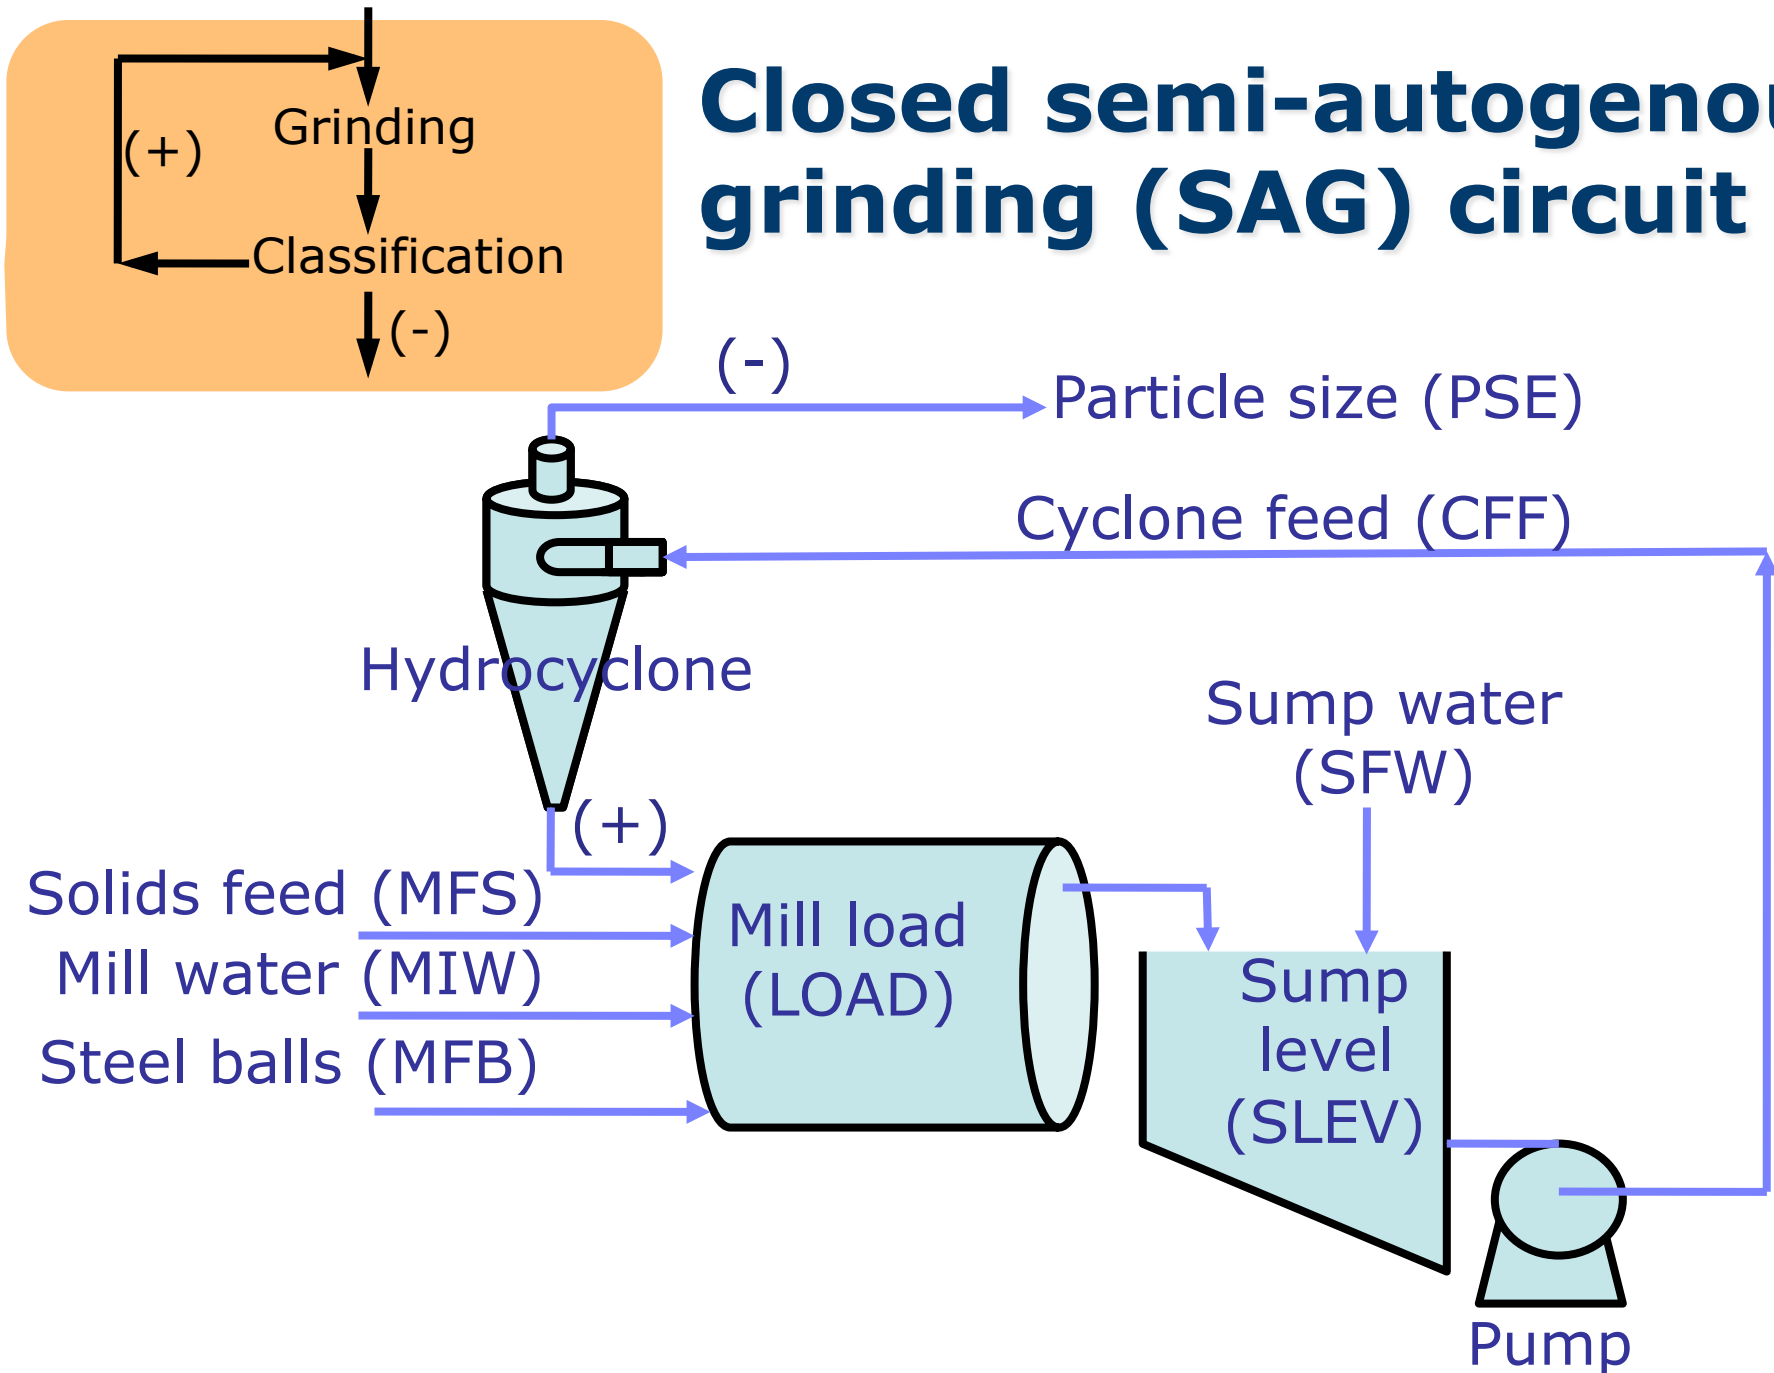 Closed semi-autogenou
grinding (SAG) circuit
Grinding
(+)
Classification
(-)
(-)
Particle size (PSE)
Cyclone feed (CFF)
Hydrocyclone
Sump water
(SFW)
(+)
Solids feed (MFS)
Mill water (MIW)
Steel balls (MFB)
Mill load
(LOAD)
Sump
level
(SLEV)
Pump